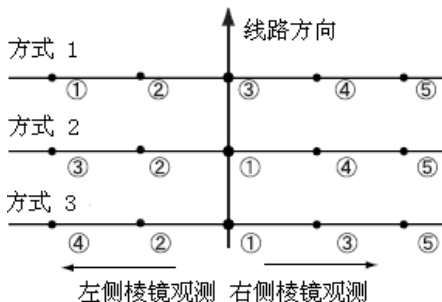 线路方向
方式 1
① ② ③ ④ ⑤
方式 2
③ ② ① ④ ⑤
方式 3
④ ② ① ③ ⑤
左侧棱镜观测 右侧棱镜观测